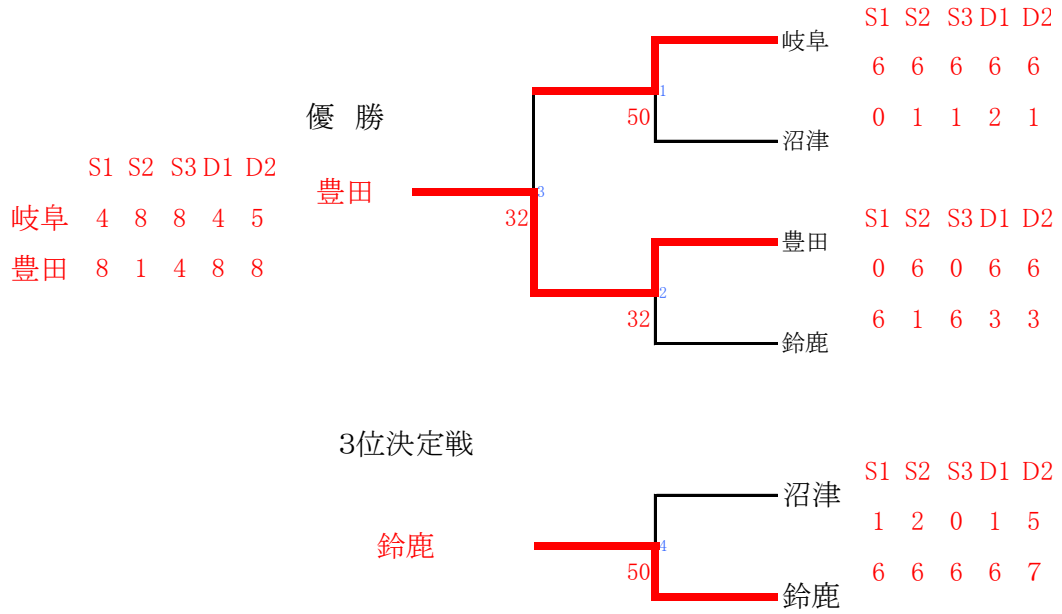 S1 S2 S3 D1 D2
岐阜
6 6 6 6 6
1
優 勝
50
0 1 1 2 1
沼津
S1 S2 S3 D1 D2
豊田
3
岐阜 4 8 8 4 5
32
S1 S2 S3 D1 D2
豊田
豊田 8 1 4 8 8
0 6 0 6 6
2
32
6 1 6 3 3
鈴鹿
3位決定戦
S1 S2 S3 D1 D2
沼津
1 2 0 1 5
鈴鹿
4
50
6 6 6 6 7
鈴鹿